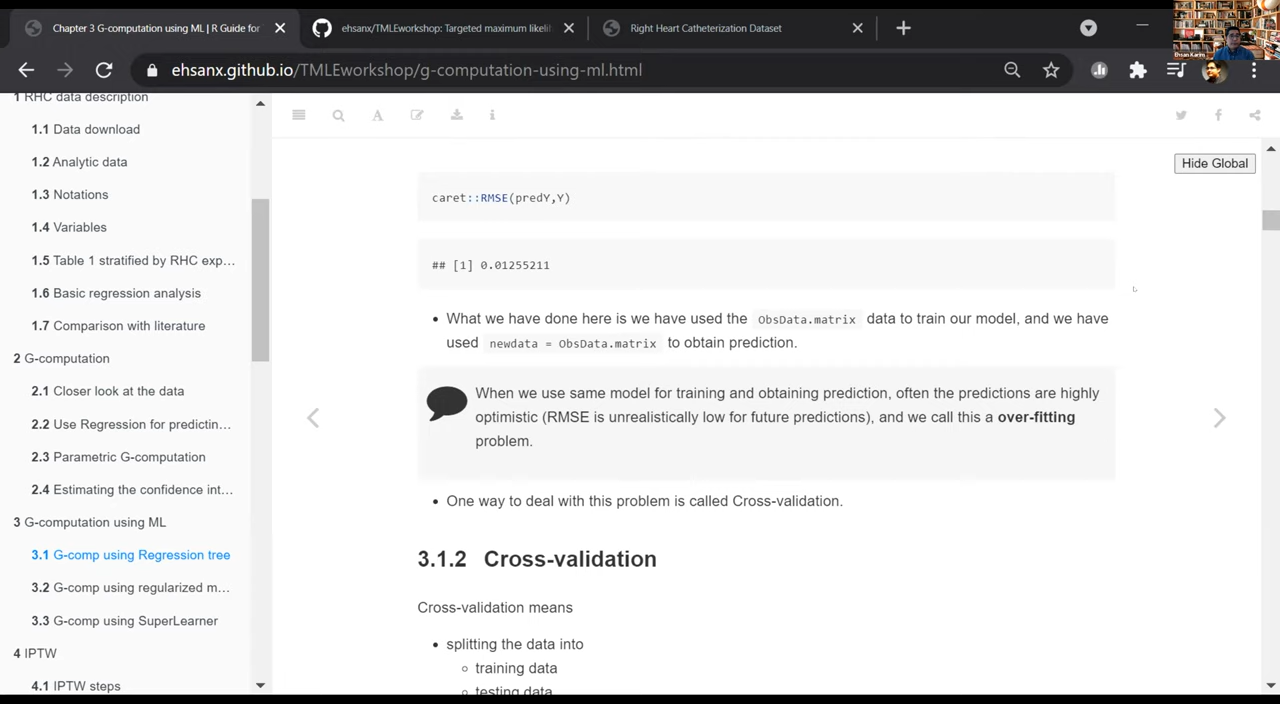 Chapter 3 G-computation using ML | R Guide for
ehsanx/TMLEworkshop: Targeted maximum likeli
Right Heart Catheterization Dataset
ehsanx.github.io/TMLEworkshop/g-computation-using-ml.html
Ehsan Karim
1 RHC data description
1.1 Data download
1.2 Analytic data
1.3 Notations
1.4 Variables
1.5 Table 1 stratified by RHC exp…
1.6 Basic regression analysis
1.7 Comparison with literature
2 G-computation
2.1 Closer look at the data
2.2 Use Regression for predictin…
2.3 Parametric G-computation
2.4 Estimating the confidence int…
3 G-computation using ML
3.1 G-comp using Regression tree
3.2 G-comp using regularized m…
3.3 G-comp using SuperLearner
4 IPTW
4.1 IPTW steps
Hide Global
caret::RMSE(predY,Y)
## [1] 0.01255211
• What we have done here is we have used the ObsData.matrix data to train our model, and we have
used newdata = ObsData.matrix to obtain prediction.
When we use same model for training and obtaining prediction, often the predictions are highly
optimistic (RMSE is unrealistically low for future predictions), and we call this a over-fitting
problem.
• One way to deal with this problem is called Cross-validation.
3.1.2 Cross-validation
Cross-validation means
• splitting the data into
○ training data
○ testing data